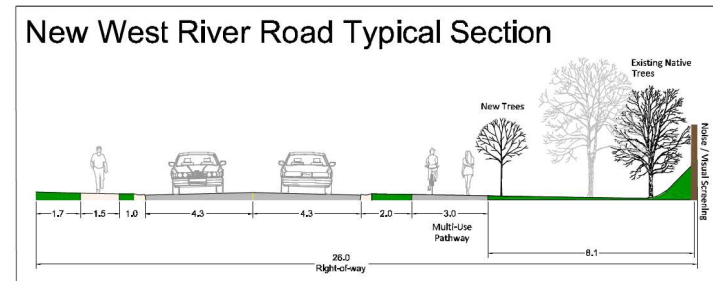 New West River Road Typical Section
Existing Native
Trees
New Trees
Noise / Visual Screening
1.7
1.5
1.0
4.3
4.3
2.0
3.0
Multi-Use
Pathway
8.1
26.0
Right-of-way